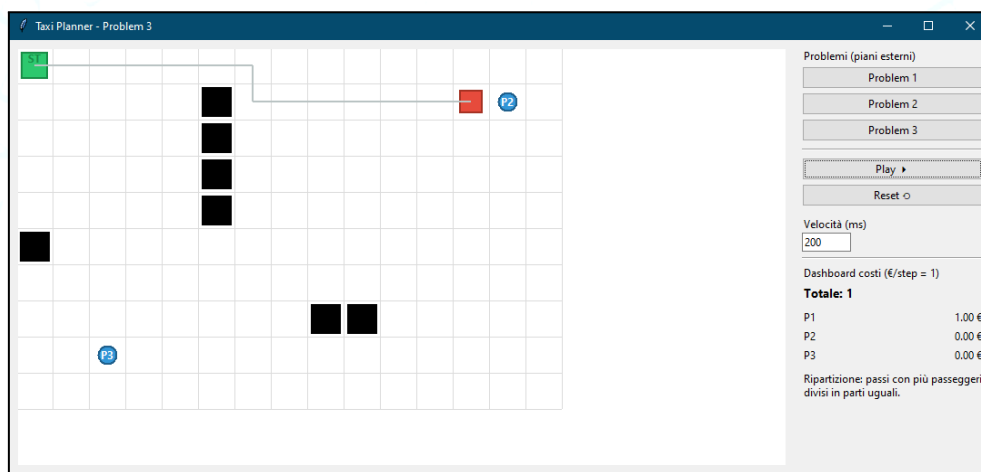 Taxi Planner - Problem 3
ST
P2
P3
Problemi (piani esterni)
Problem 1
Problem 2
Problem 3
Play
Reset
Velocità (ms)
200
Dashboard costi (€/step = 1)
Totale: 1
P1 1.00 €
P2 0.00 €
P3 0.00 €
Ripartizione: passi con più passeggeri
divisi in parti uguali.